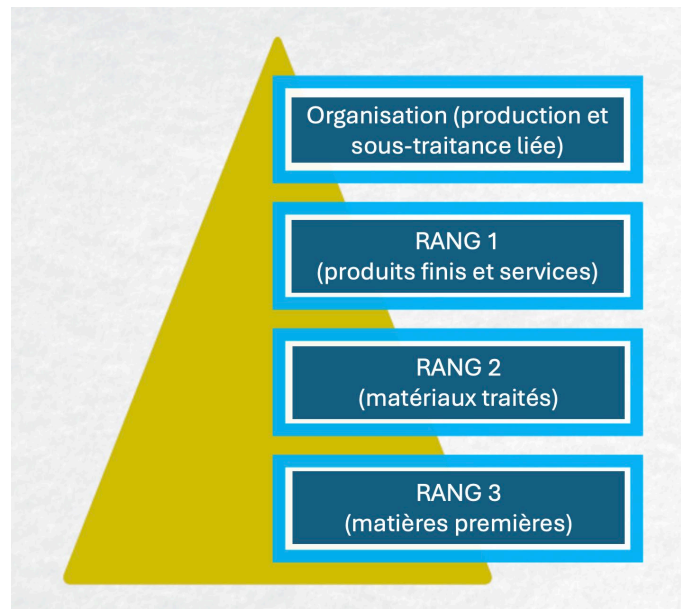 Organisation (production et
sous-traitance liée)
RANG 1
(produits finis et services)
RANG 2
(matériaux traités)
RANG 3
(matières premières)